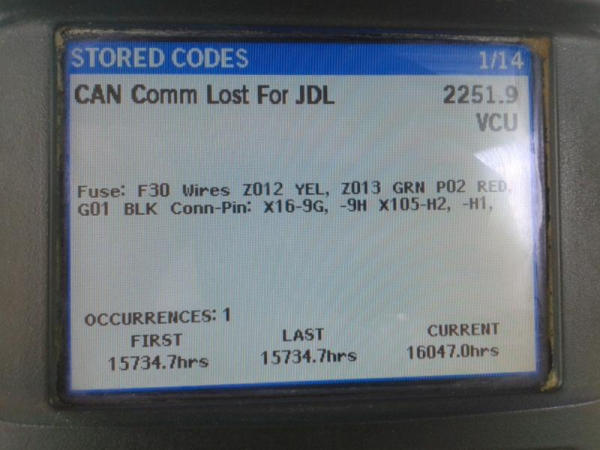 STORED CODES 1/14
CAN Comm Lost For JDL 2251.9
VCU
Fuse: F30 Wires Z012 YEL, Z013 GRN P02 RED,
G01 BLK Conn-Pin: X16-9G, -9H X105-H2, -H1,
OCCURRENCES: 1
FIRST LAST CURRENT
15734.7hrs 15734.7hrs 16047.0hrs